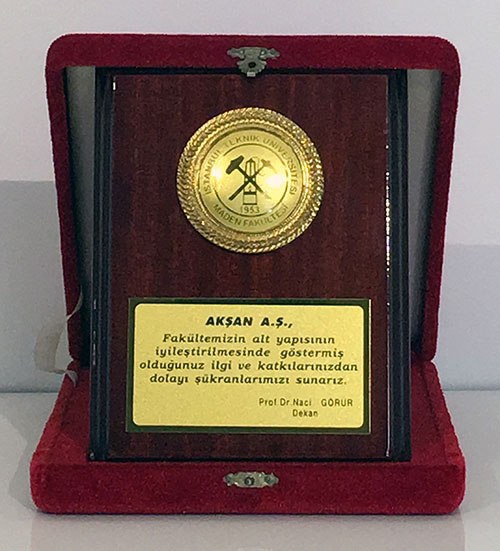 İSTANBUL TEKNİK ÜNİVERSİTESİ
1953
MADEN FAKÜLTESİ
AKŞAN A.Ş.,
Fakültemizin alt yapısının
iyileştirilmesinde göstermiş
olduğunuz ilgi ve katkılarınızdan
dolayı şükranlarımızı sunarız.
Prof.Dr.Naci GÖRÜR
Dekan